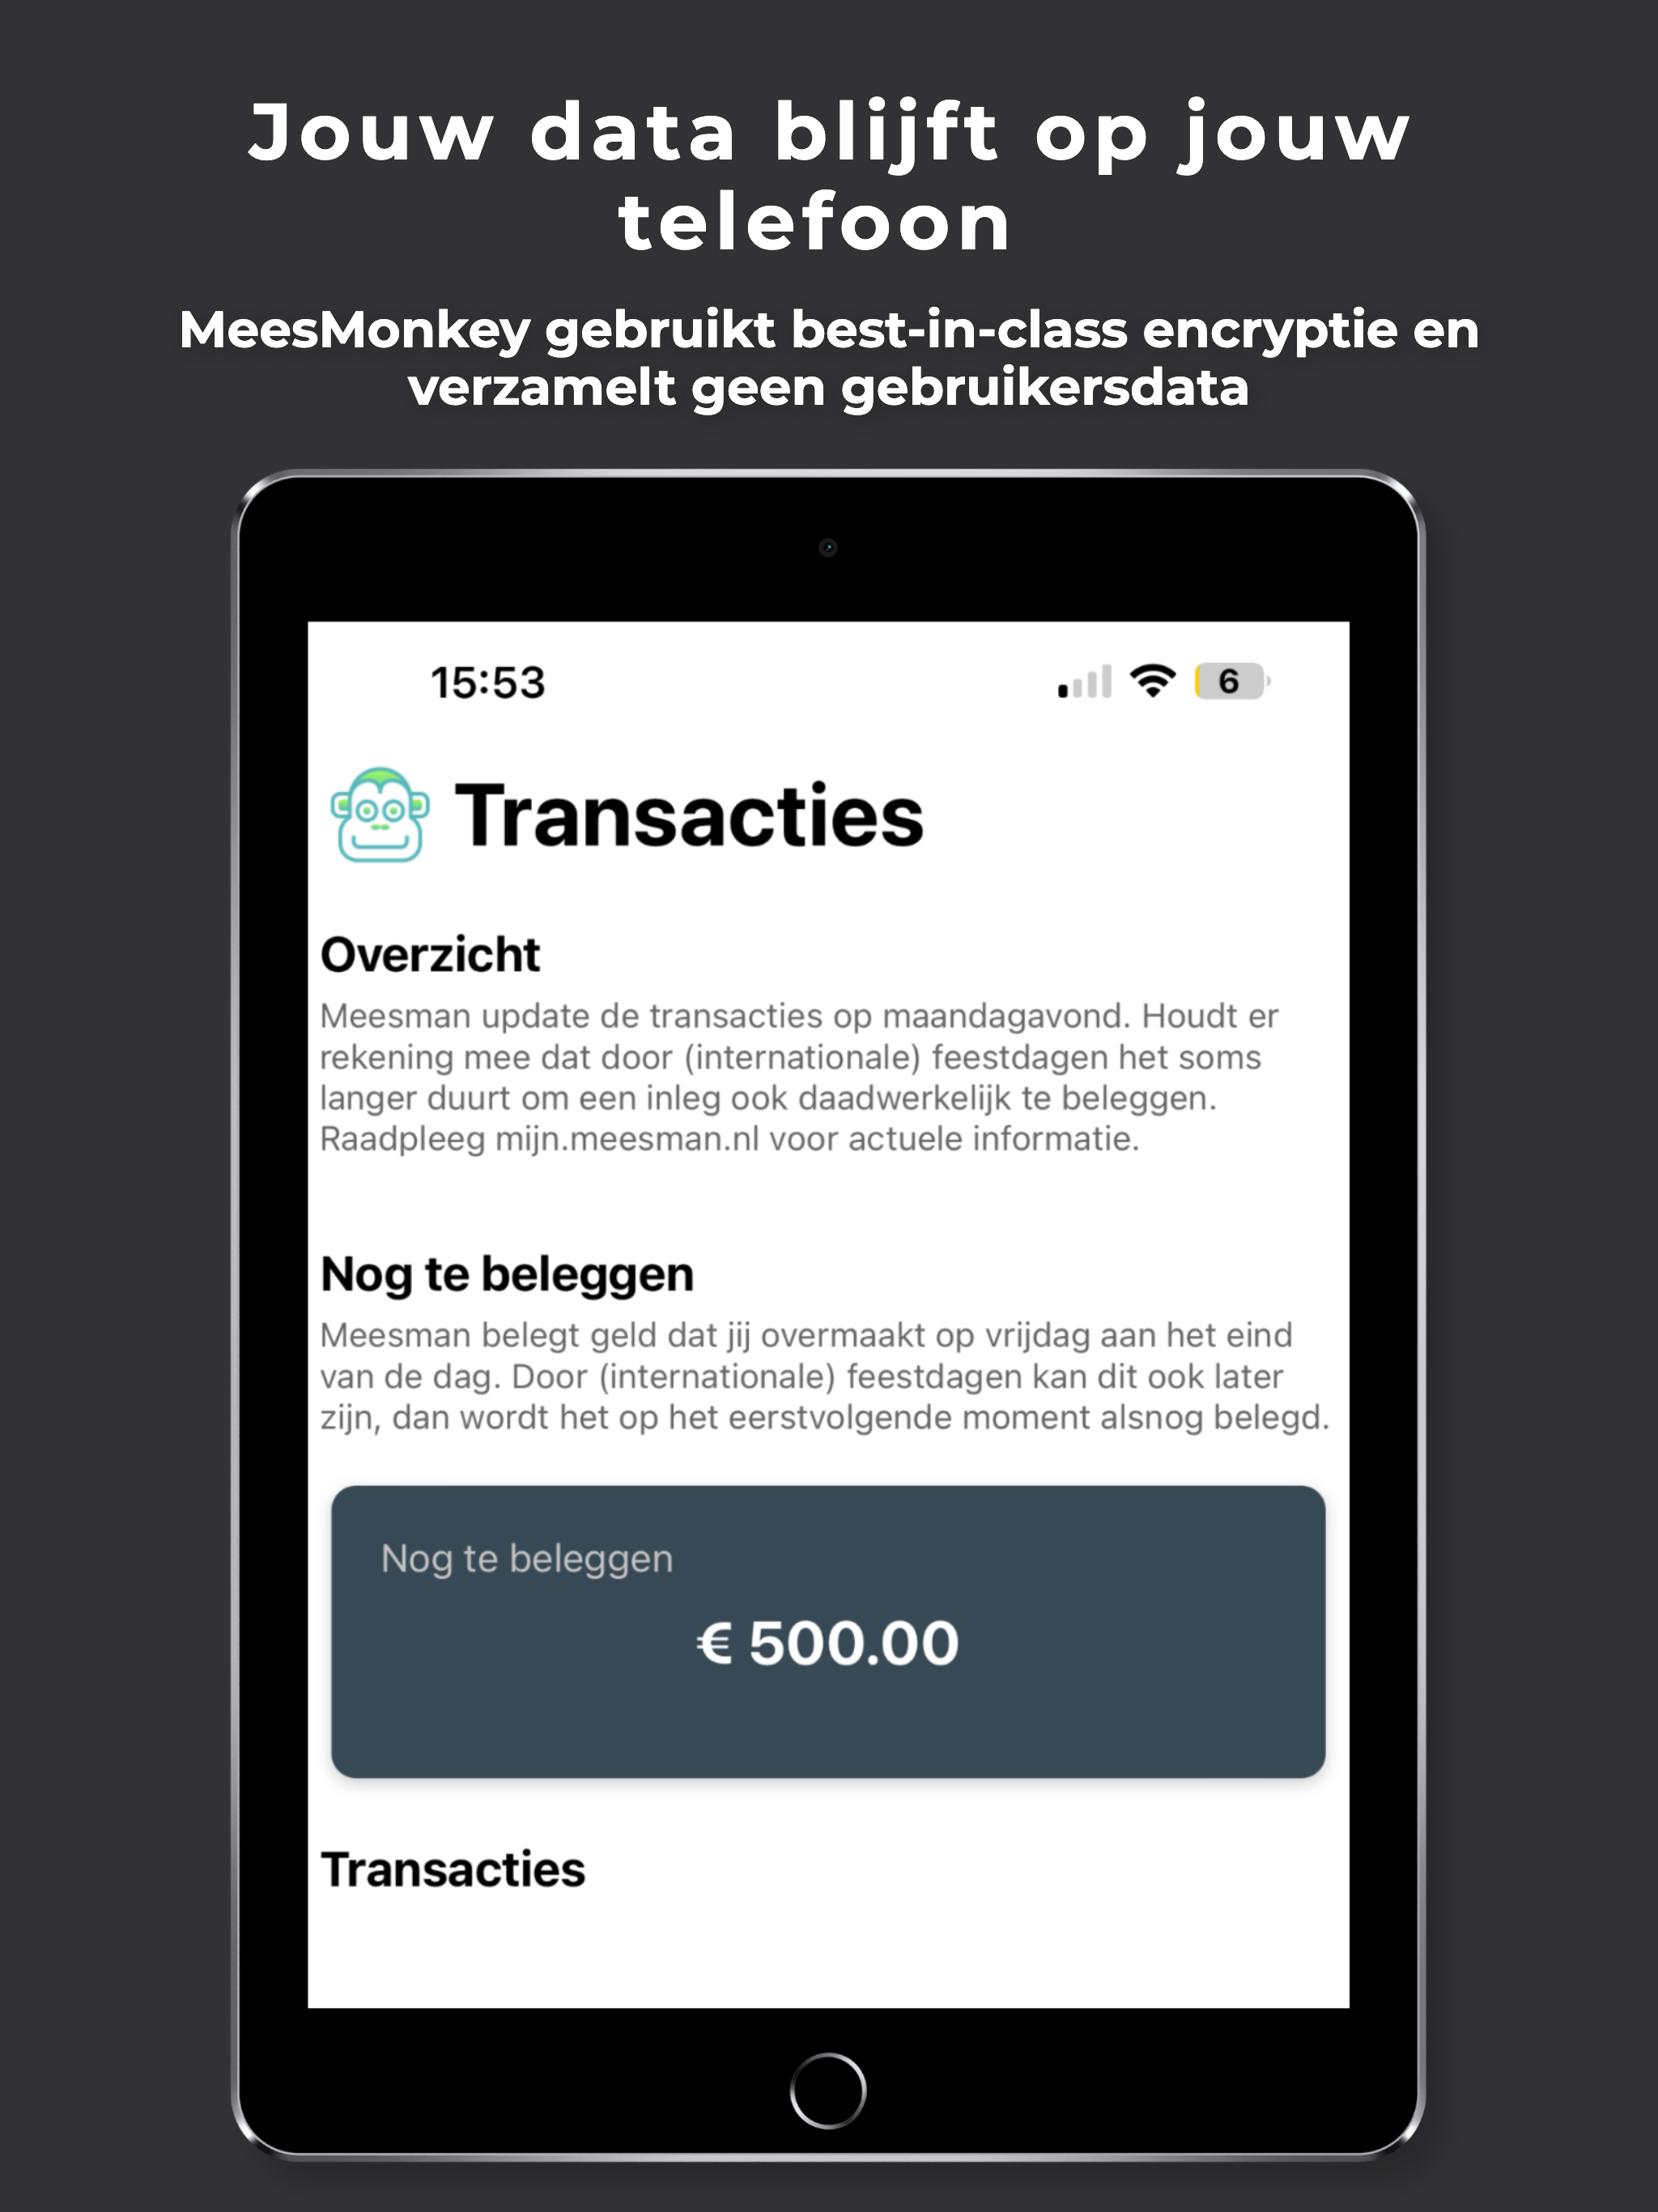 Jouw data blijft op jouw
telefoon
MeesMonkey gebruikt best-in-class encryptie en
verzamelt geen gebruikersdata
15:53
6
Transacties
Overzicht
Meesman update de transacties op maandagavond. Houdt er
rekening mee dat door (internationale) feestdagen het soms
langer duurt om een inleg ook daadwerkelijk te beleggen.
Raadpleeg mijn.meesman.nl voor actuele informatie.
Nog te beleggen
Meesman belegt geld dat jij overmaakt op vrijdag aan het eind
van de dag. Door (internationale) feestdagen kan dit ook later
zijn, dan wordt het op het eerstvolgende moment alsnog belegd.
Nog te beleggen
€ 500.00
Transacties